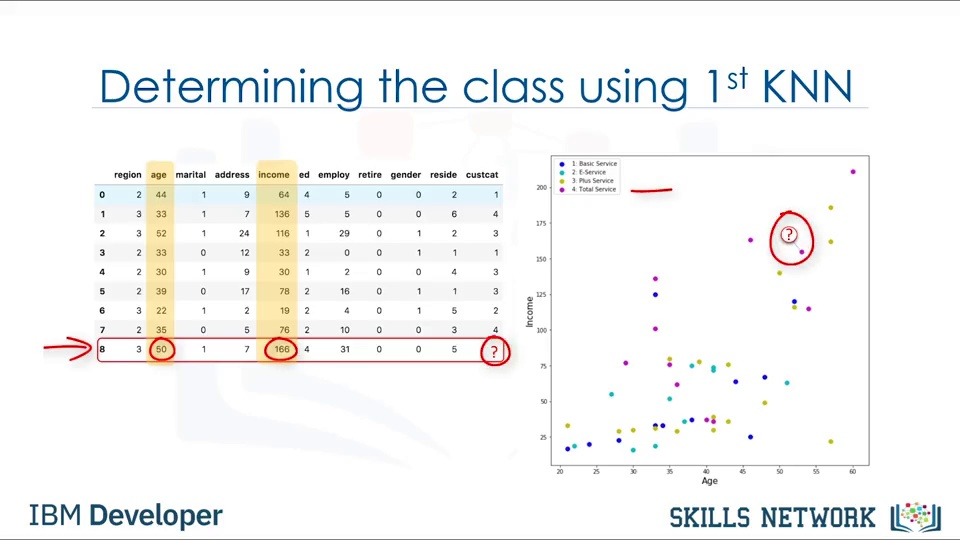 Determining the class using 1st KNN
region age marital address income ed employ retire gender reside custcat
0 2 44 1 9 64 4 5 0 0 2 1
1 3 33 1 7 136 5 5 0 0 6 4
2 3 52 1 24 116 1 29 0 1 2 3
3 2 33 0 12 33 2 0 0 1 1 1
4 2 30 1 9 30 1 2 0 0 4 3
5 2 39 0 17 78 2 16 0 1 1 3
6 3 22 1 2 19 2 4 0 1 5 2
7 2 35 0 5 76 2 10 0 0 3 4
8 3 50 1 7 166 4 31 0 0 5 ?
1: Basic Service
2: E-Service
3: Plus Service
4: Total Service
?
200
175
150
125
100
75
50
25
Income
20 25 30 35 40 45 50 55 60
Age
IBM Developer
SKILLS NETWORK